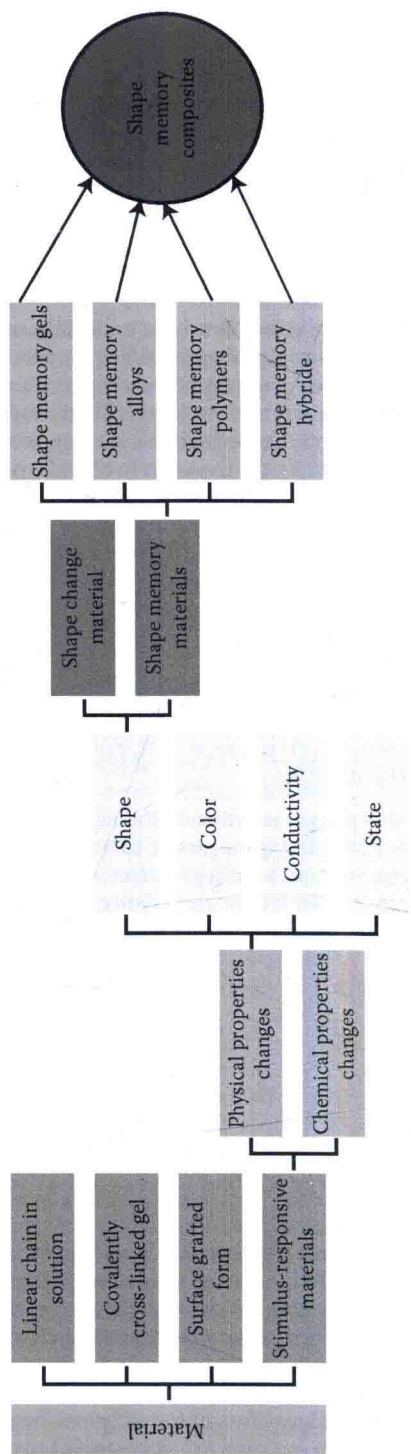 Material
Linear chain in
solution
Covalently
cross-linked gel
Surface grafted
form
Stimulus-responsive
materials
Physical properties
changes
Chemical properties
changes
Shape
Color
Conductivity
State
Shape change
material
Shape memory
materials
Shape memory gels
Shape memory
alloys
Shape memory
polymers
Shape memory
hybride
Shape
memory
composites